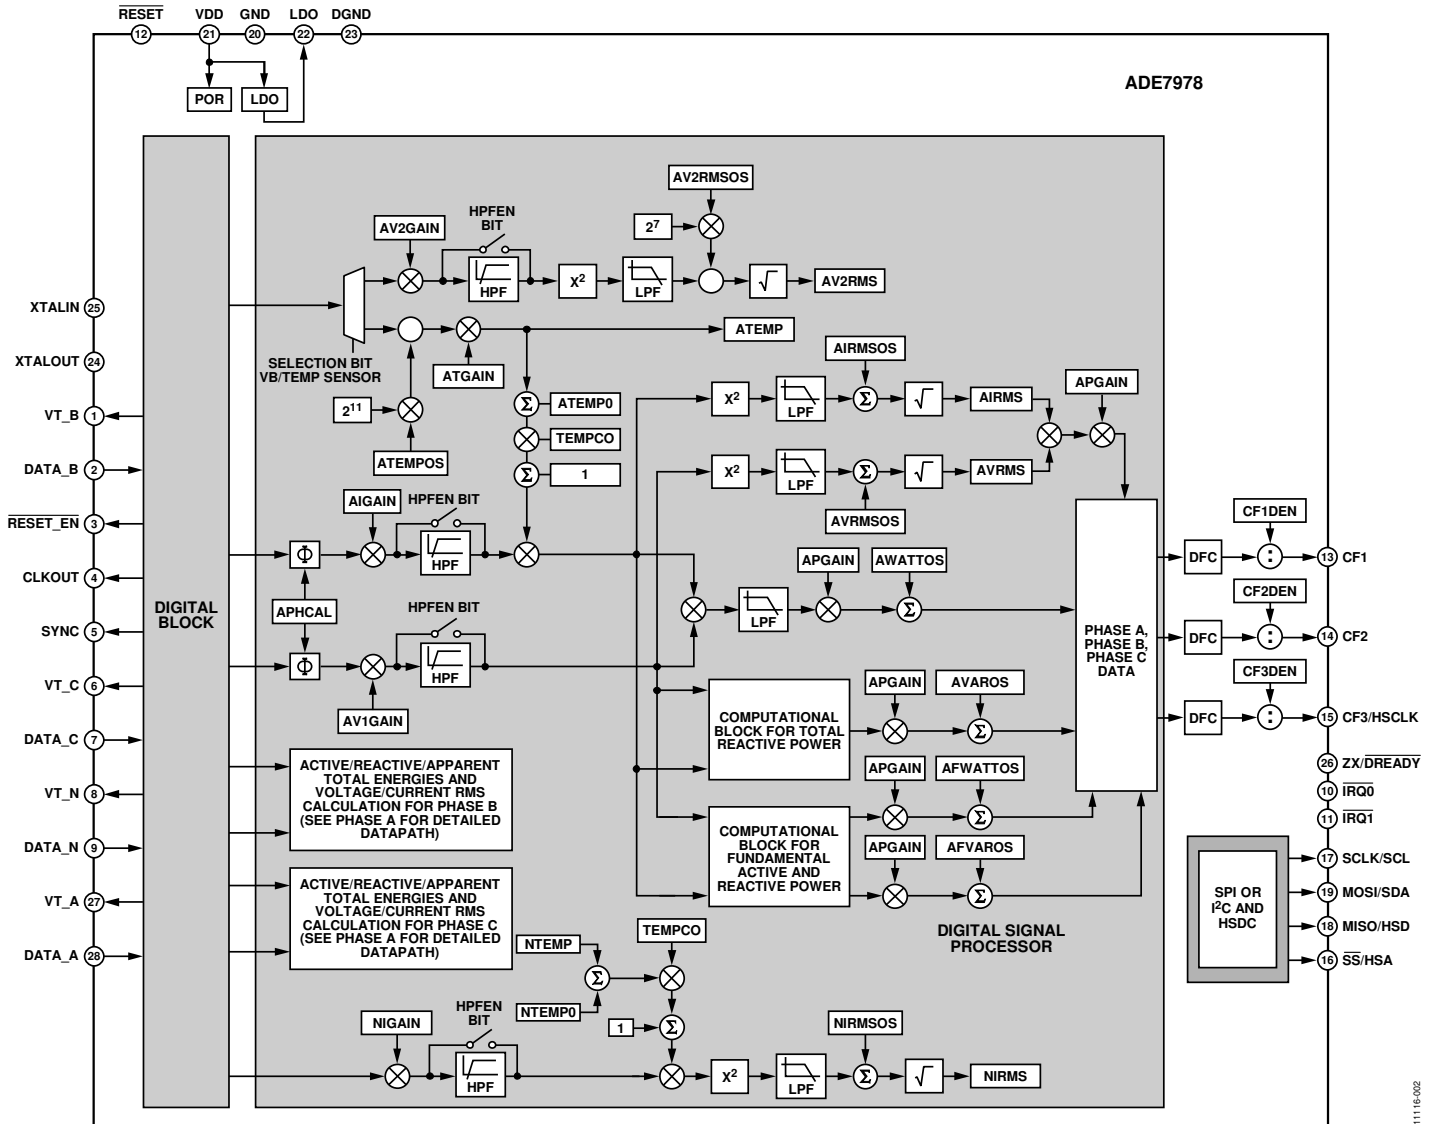 RESET
VDD
GND
LDO
DGND
12
21
20
22
23
POR
LDO
ADE7978
AV2RMSOS
HPFEN
BIT
AV2GAIN
2⁷
HPF
X²
LPF
√
AV2RMS
XTALIN 25
XTALOUT 24
VT_B 1
DATA_B 2
RESET_EN 3
CLKOUT 4
SYNC 5
VT_C 6
DATA_C 7
VT_N 8
DATA_N 9
VT_A 27
DATA_A 28
DIGITAL
BLOCK
SELECTION BIT
VB/TEMP SENSOR
ATEMP
ATGAIN
2¹¹
ATEMPOS
Σ ATEMP0
TEMPCO
Σ 1
AIRMSOS
X²
LPF
Σ
√
AIRMS
APGAIN
X²
LPF
Σ
√
AVRMS
AVRMSOS
AIGAIN
HPFEN BIT
Φ
HPF
APHCAL
HPFEN BIT
Φ
HPF
AV1GAIN
APGAIN
AWATTOS
LPF
Σ
PHASE A,
PHASE B,
PHASE C
DATA
COMPUTATIONAL
BLOCK FOR TOTAL
REACTIVE POWER
APGAIN
AVAROS
Σ
COMPUTATIONAL
BLOCK FOR
FUNDAMENTAL
ACTIVE AND
REACTIVE POWER
APGAIN
AFWATTOS
Σ
APGAIN
AFVAROS
Σ
DIGITAL SIGNAL
PROCESSOR
ACTIVE/REACTIVE/APPARENT
TOTAL ENERGIES AND
VOLTAGE/CURRENT RMS
CALCULATION FOR PHASE B
(SEE PHASE A FOR DETAILED
DATAPATH)
ACTIVE/REACTIVE/APPARENT
TOTAL ENERGIES AND
VOLTAGE/CURRENT RMS
CALCULATION FOR PHASE C
(SEE PHASE A FOR DETAILED
DATAPATH)
TEMPCO
NTEMP
Σ
NTEMP0
1
Σ
NIGAIN
HPFEN
BIT
HPF
X²
LPF
NIRMSOS
Σ
√
NIRMS
CF1DEN
DFC
:
13 CF1
CF2DEN
DFC
:
14 CF2
CF3DEN
DFC
:
15 CF3/HSCLK
26 ZX/DREADY
10 IRQ0
11 IRQ1
SPI OR
I²C AND
HSDC
17 SCLK/SCL
19 MOSI/SDA
18 MISO/HSD
16 SS/HSA
11116-002